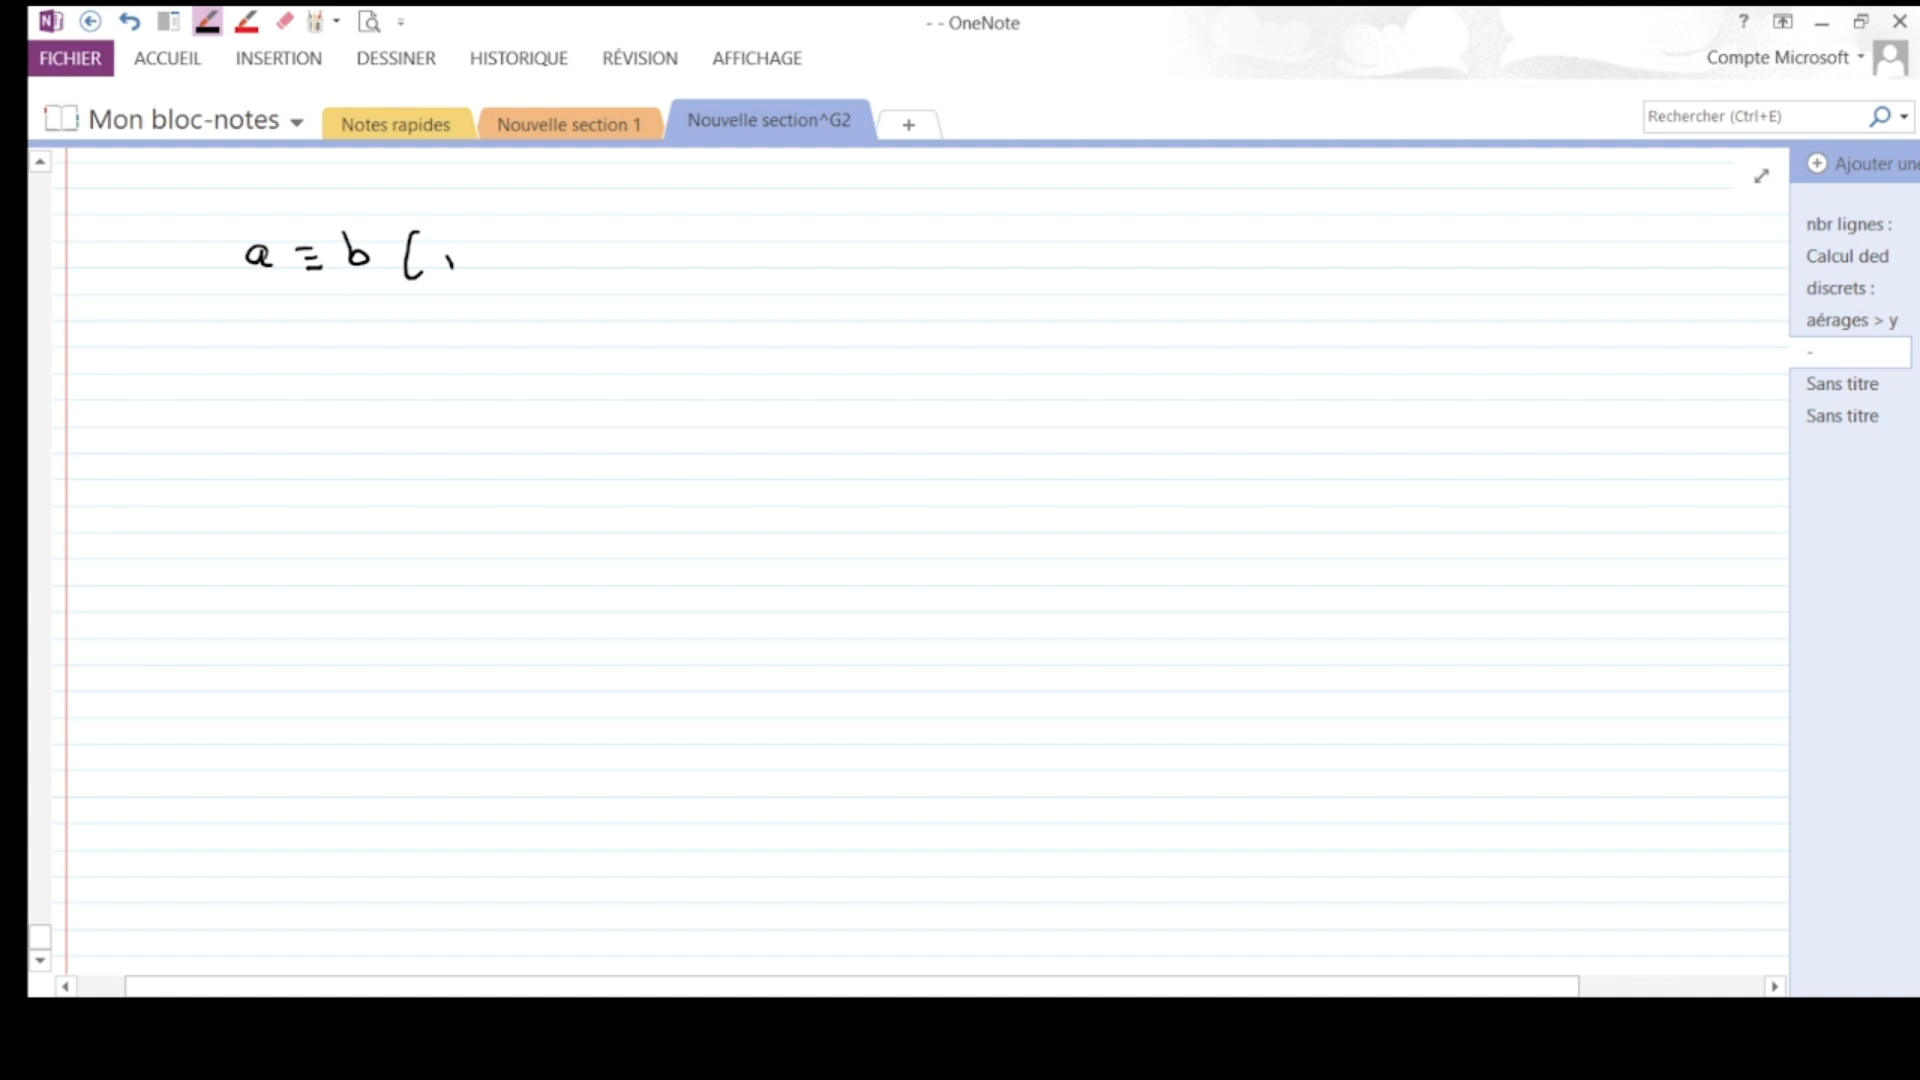 - - OneNote
?
FICHIER ACCUEIL INSERTION DESSINER HISTORIQUE RÉVISION AFFICHAGE
Compte Microsoft
Mon bloc-notes
Notes rapides
Nouvelle section 1
Nouvelle section^G2
+
Rechercher (Ctrl+E)
Ajouter une
a ≡ b [
nbr lignes :
Calcul ded
discrets :
aérages > y
-
Sans titre
Sans titre